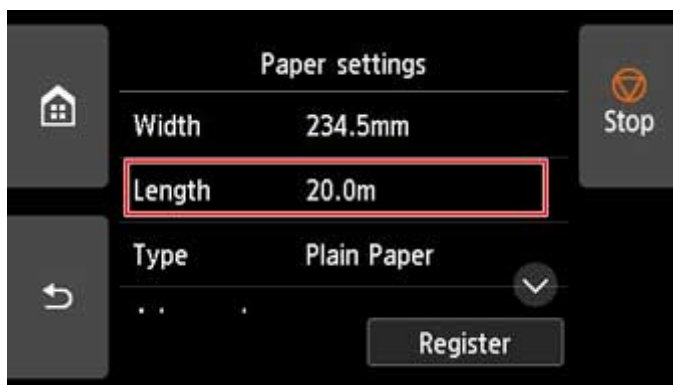 Paper settings
Width 234.5mm
Length 20.0m
Type Plain Paper
Register
Stop